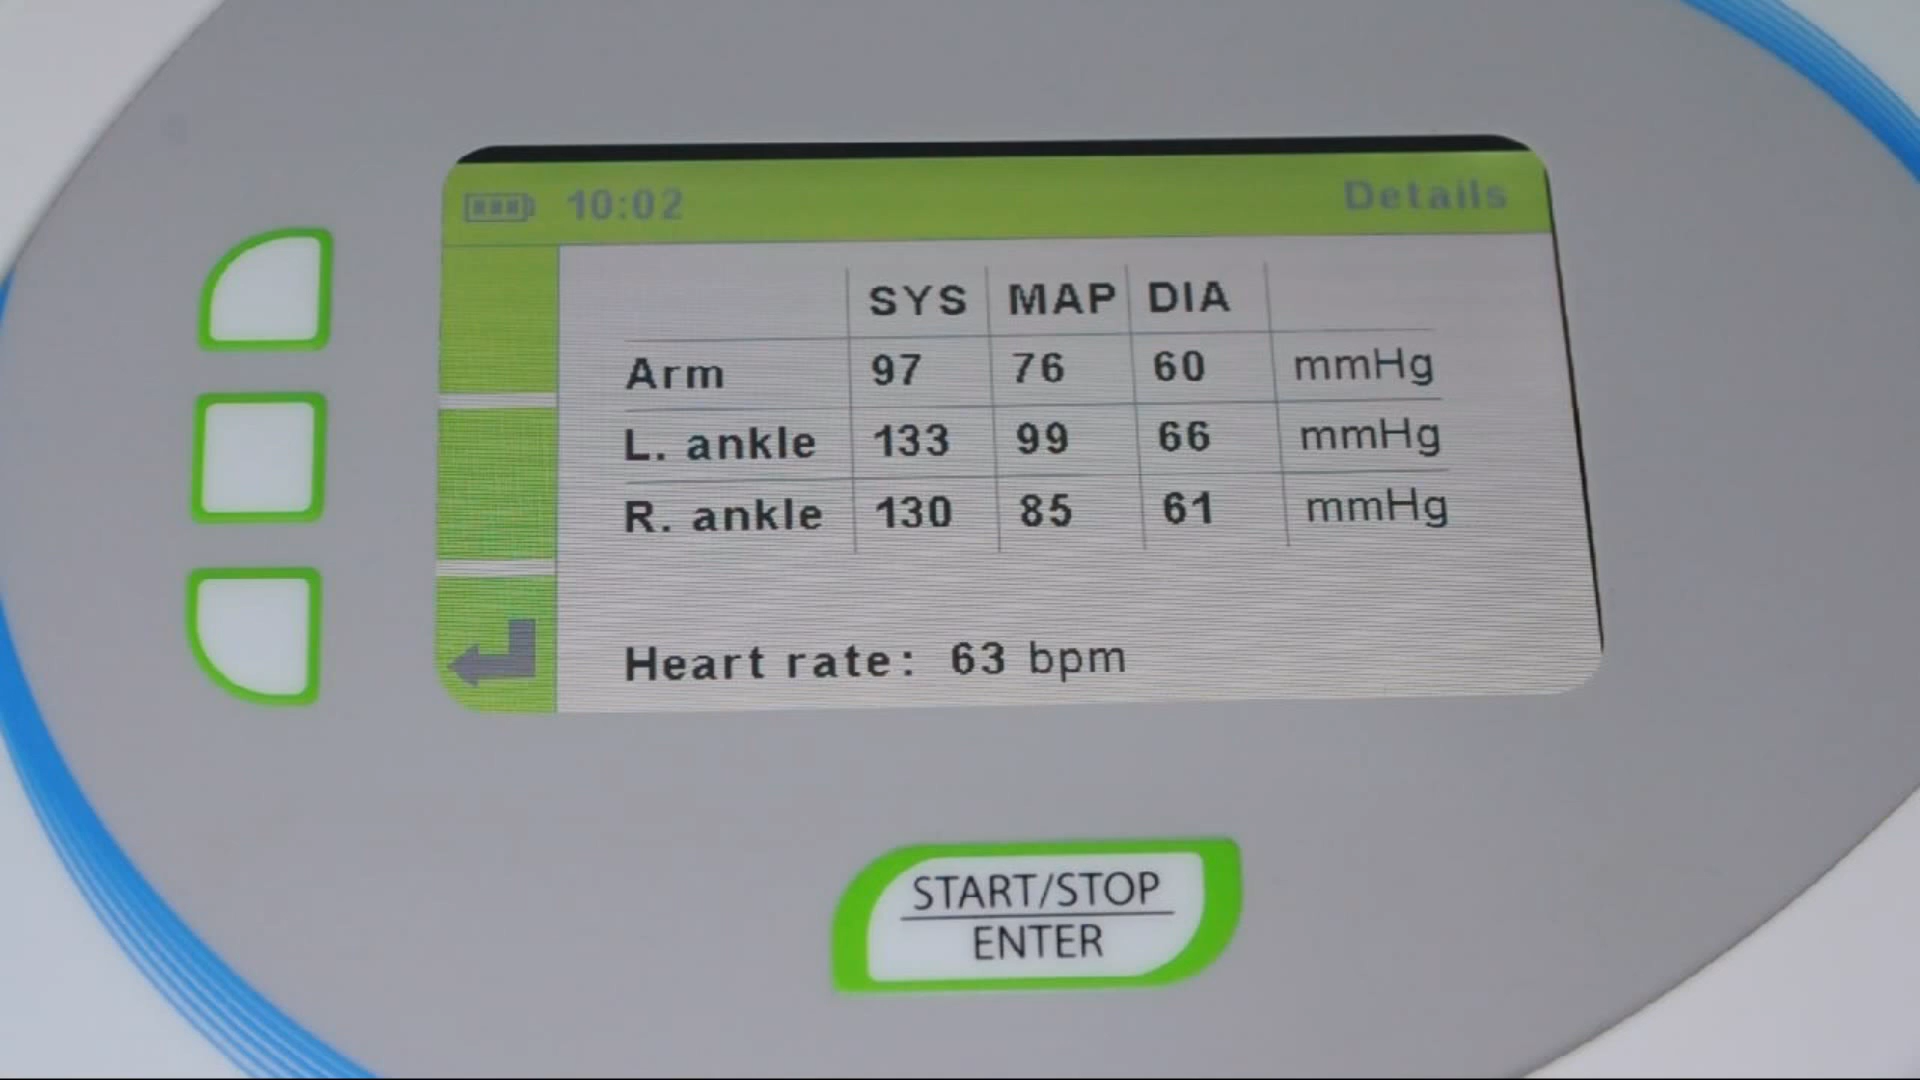 10:02 Details
SYS MAP DIA
Arm 97 76 60 mmHg
L. ankle 133 99 66 mmHg
R. ankle 130 85 61 mmHg
Heart rate: 63 bpm
START/STOP
ENTER